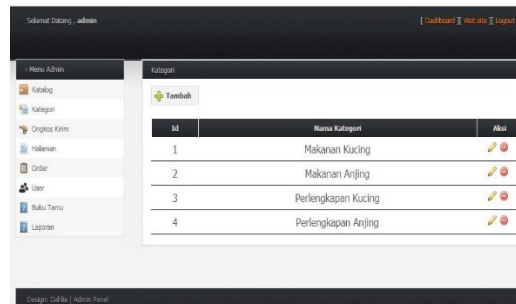 Selamat Datang , admin
[ Dashboard ][ Visit site ][ Logout
› Menu Admin
Katalog
Kategori
Ongkos Kirim
Halaman
Order
User
Buku Tamu
Laporan
Kategori
Tambah
Id Nama Kategori Aksi
1 Makanan Kucing
2 Makanan Anjing
3 Perlengkapan Kucing
4 Perlengkapan Anjing
Design: Dahlia | Admin Panel